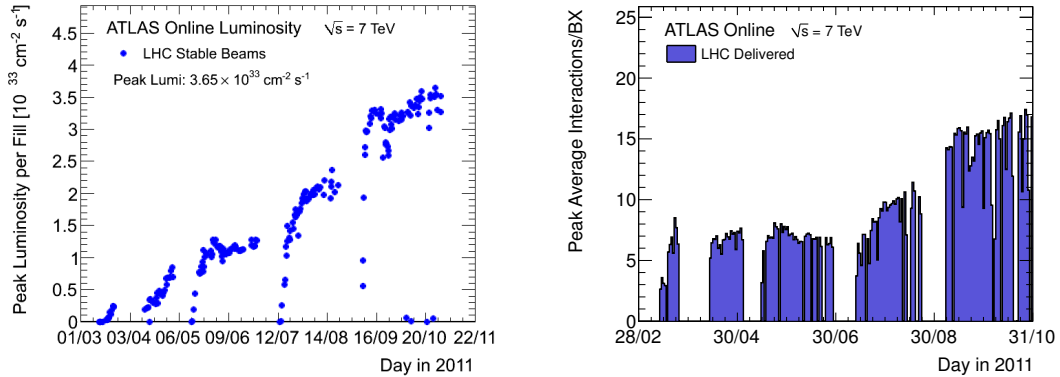 ATLAS Online Luminosity √s = 7 TeV
LHC Stable Beams
Peak Lumi: 3.65 × 10³³ cm⁻² s⁻¹
Peak Luminosity per Fill [10³³ cm⁻² s⁻¹]
4.5
4
3.5
3
2.5
2
1.5
1
0.5
0
01/03 03/04 06/05 09/06 12/07 14/08 16/09 20/10 22/11
Day in 2011
ATLAS Online √s = 7 TeV
LHC Delivered
Peak Average Interactions/BX
25
20
15
10
5
0
28/02 30/04 30/06 30/08 31/10
Day in 2011